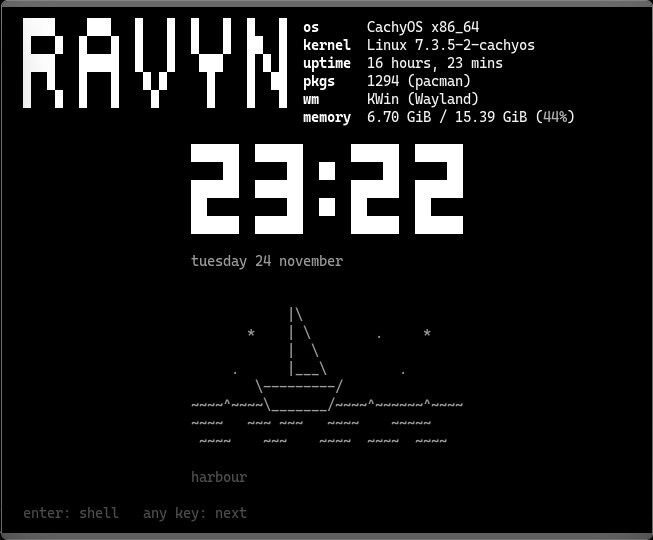 RAVYN
os CachyOS x86_64
kernel Linux 7.3.5-2-cachyos
uptime 16 hours, 23 mins
pkgs 1294 (pacman)
wm KWin (Wayland)
memory 6.70 GiB / 15.39 GiB (44%)
23:22
tuesday 24 november
harbour
enter: shell any key: next